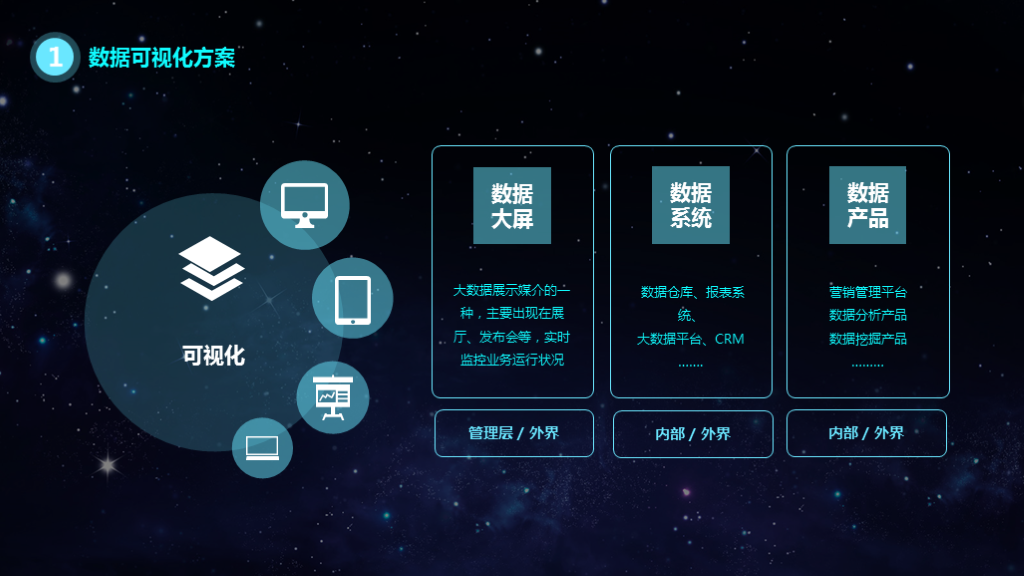 1 数据可视化方案
可视化
数据
大屏
大数据展示媒介的一
种，主要出现在展
厅、发布会等，实时
监控业务运行状况
管理层 / 外界
数据
系统
数据仓库、报表系
统、
大数据平台、CRM
.......
内部 / 外界
数据
产品
营销管理平台
数据分析产品
数据挖掘产品
.........
内部 / 外界